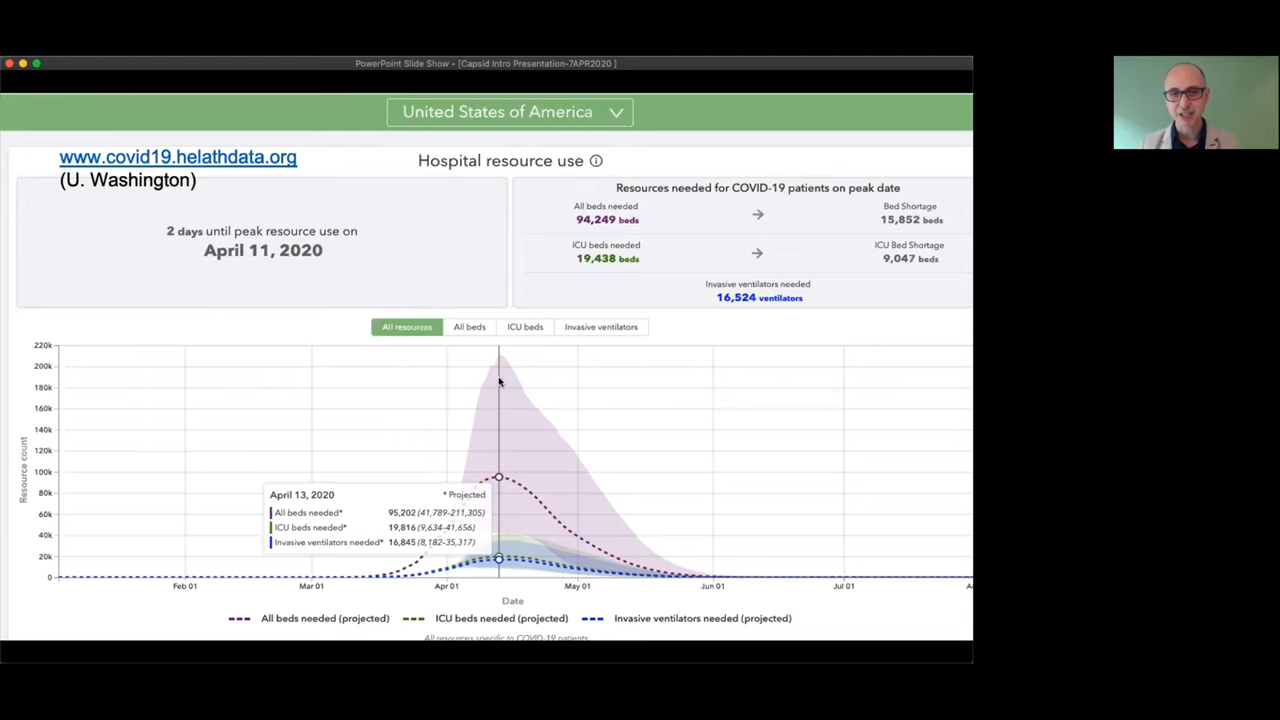 PowerPoint Slide Show - [Capsid Intro Presentation-7APR2020 ]
United States of America
www.covid19.helathdata.org
(U. Washington)
Hospital resource use
2 days until peak resource use on
April 11, 2020
Resources needed for COVID-19 patients on peak date
All beds needed
94,249 beds
Bed Shortage
15,852 beds
ICU beds needed
19,438 beds
ICU Bed Shortage
9,047 beds
Invasive ventilators needed
16,524 ventilators
All resources All beds ICU beds Invasive ventilators
220k
200k
180k
160k
140k
120k
100k
80k
60k
40k
20k
0
Resource count
April 13, 2020 * Projected
All beds needed* 95,202 (41,789-211,305)
ICU beds needed* 19,816 (9,634-41,656)
Invasive ventilators needed* 16,845 (8,182-35,317)
Feb 01 Mar 01 Apr 01 May 01 Jun 01 Jul 01 A
Date
All beds needed (projected) ICU beds needed (projected) Invasive ventilators needed (projected)
All resources specific to COVID-19 patients